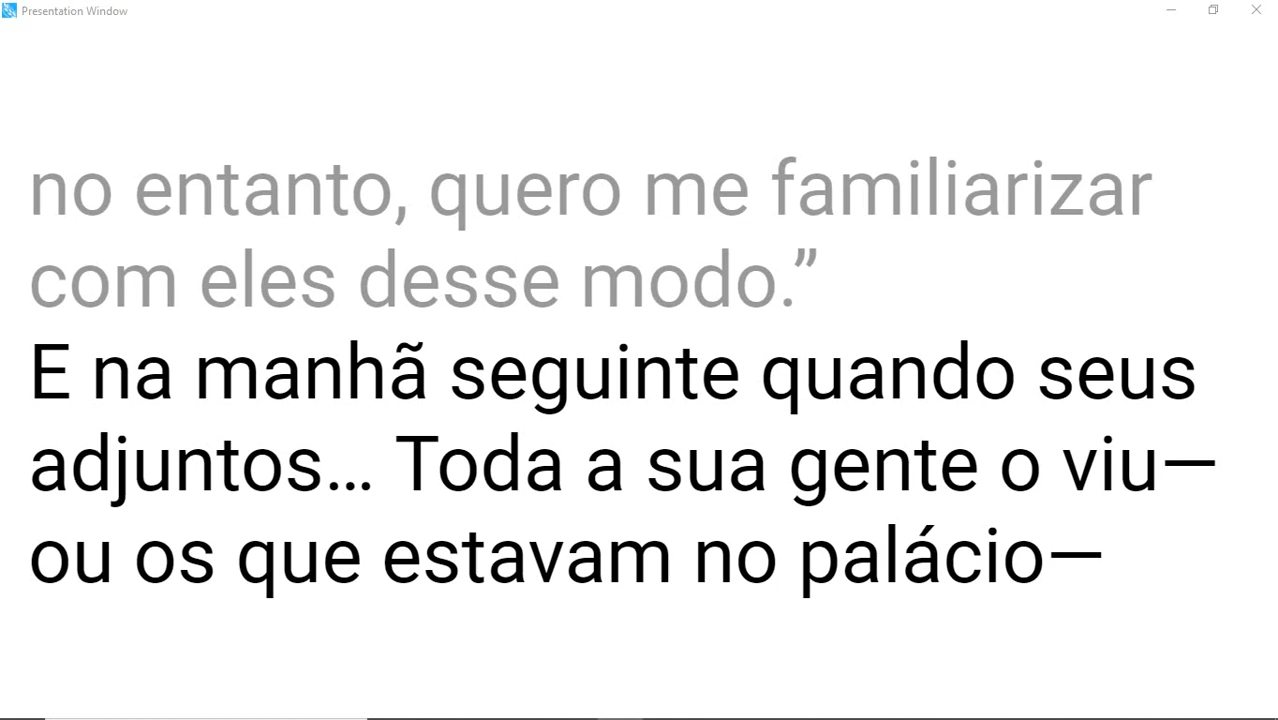 Presentation Window
no entanto, quero me familiarizar
com eles desse modo.”
E na manhã seguinte quando seus
adjuntos... Toda a sua gente o viu—
ou os que estavam no palácio—